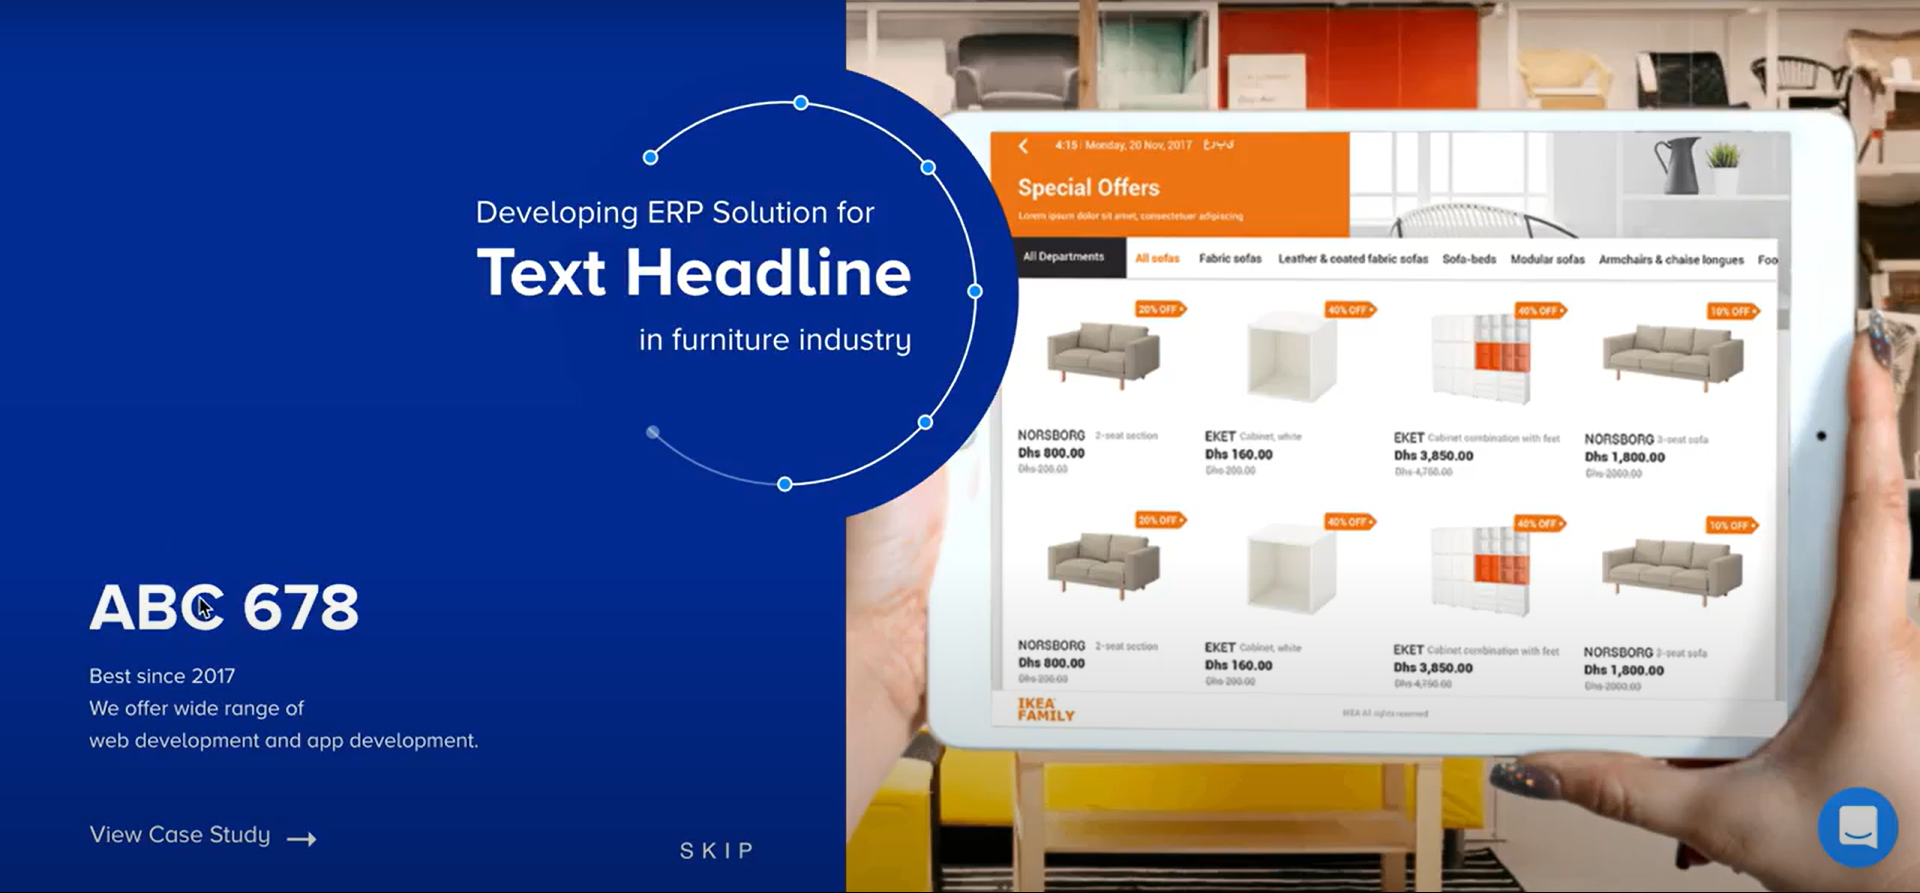 Developing ERP Solution for
Text Headline
in furniture industry
ABC 678
Best since 2017
We offer wide range of
web development and app development.
View Case Study
SKIP
4:15 | Monday, 20 Nov, 2017
Special Offers
Lorem ipsum dolor sit amet, consectetuer adipiscing
All Departments All sofas Fabric sofas Leather & coated fabric sofas Sofa-beds Modular sofas Armchairs & chaise longues Foo
20% OFF 40% OFF 40% OFF 10% OFF
NORSBORG 2-seat section EKET Cabinet, white EKET Cabinet combination with feet NORSBORG 3-seat sofa
Dhs 800.00 Dhs 160.00 Dhs 3,850.00 Dhs 1,800.00
Dhs 200.00 Dhs 200.00 Dhs 4,750.00 Dhs 2000.00
20% OFF 40% OFF 40% OFF 10% OFF
NORSBORG 2-seat section EKET Cabinet, white EKET Cabinet combination with feet NORSBORG 3-seat sofa
Dhs 800.00 Dhs 160.00 Dhs 3,850.00 Dhs 1,800.00
Dhs 200.00 Dhs 200.00 Dhs 4,750.00 Dhs 2000.00
IKEA
FAMILY
IKEA All rights reserved